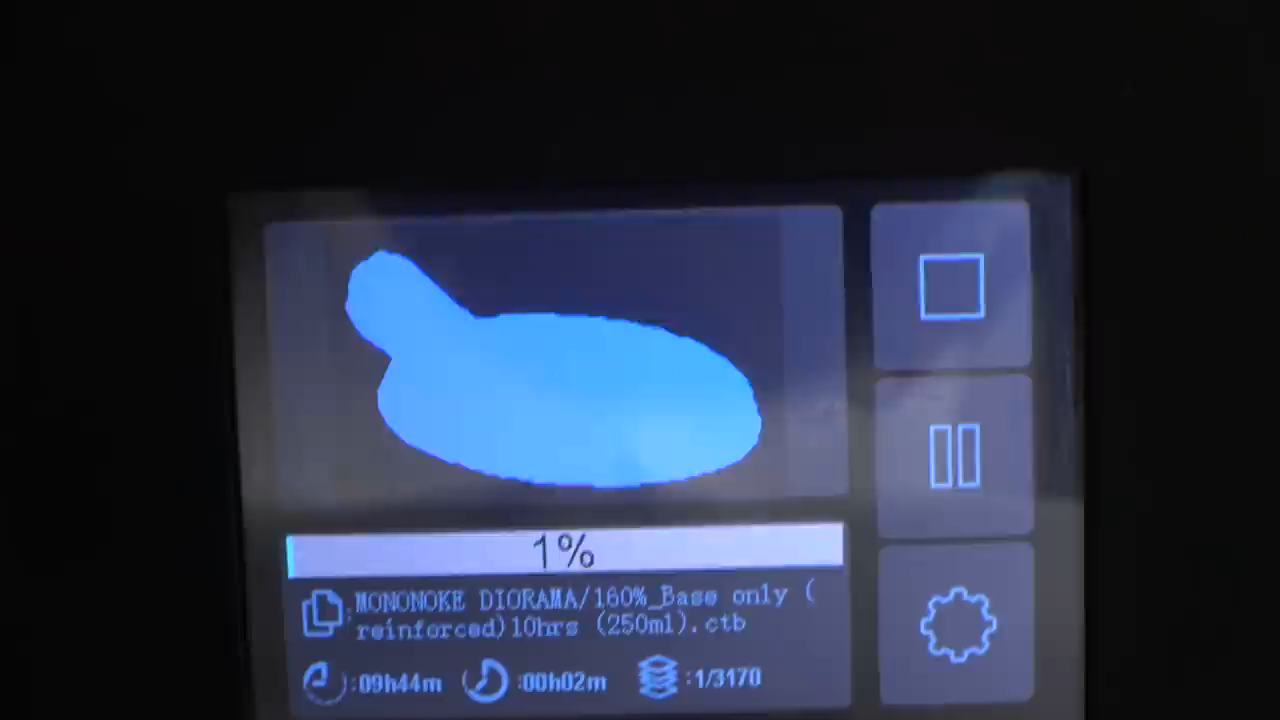 1%
:MONONOKE DIORAMA/160%_Base only (
reinforced)10hrs (250ml).ctb
:09h44m :00h02m :1/3170